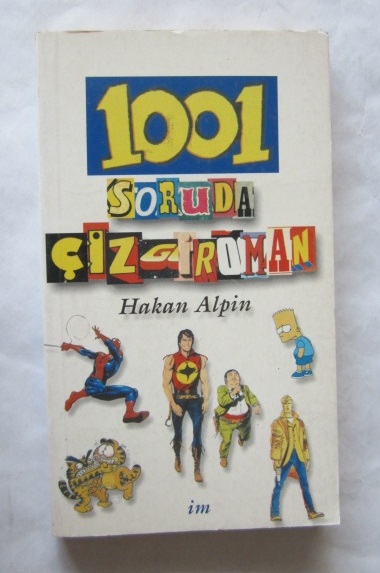 1001
SORUDA
ÇİZGİROMAN
Hakan Alpin
im